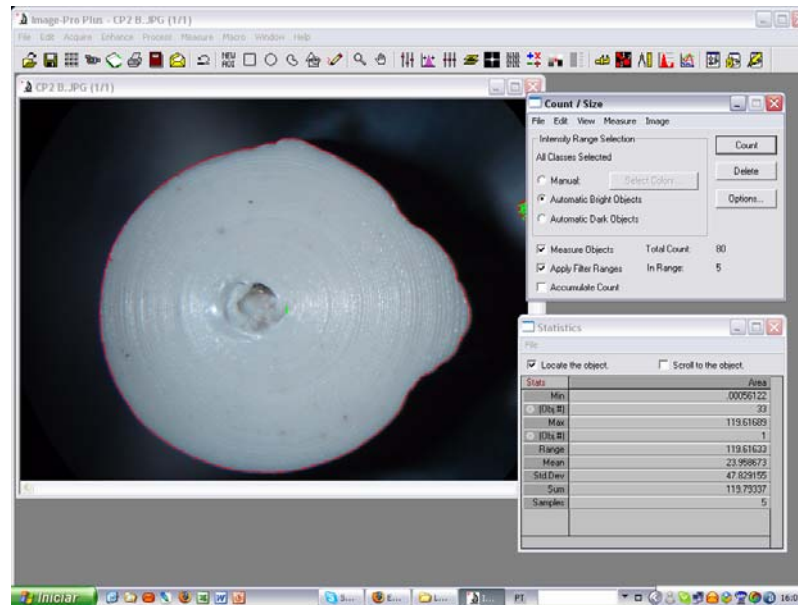 Image-Pro Plus - CP2 B..JPG (1/1)
File Edit Acquire Enhance Process Measure Macro Window Help
NEW
AOI
CP2 B..JPG (1/1)
Count / Size
File Edit View Measure Image
Intensity Range Selection
All Classes Selected
Manual:
Select Colors...
Automatic Bright Objects
Automatic Dark Objects
Count
Delete
Options...
Measure Objects Total Count: 80
Apply Filter Ranges In Range: 5
Accumulate Count
Statistics
File
Locate the object. Scroll to the object.
Stats Area
Min .00056122
(Obj.#) 33
Max 119.61689
(Obj.#) 1
Range 119.61633
Mean 23.958673
Std.Dev 47.829155
Sum 119.79337
Samples 5
Iniciar S... E... L... I... PT 16:0